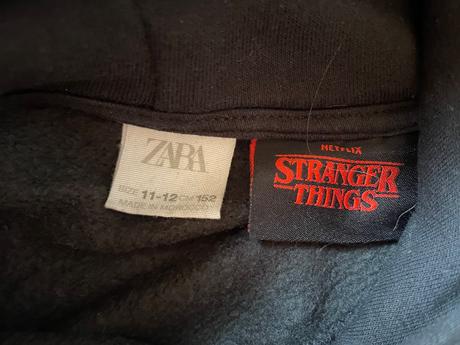 ZARA
SIZE 11-12 CM 152
MADE IN MOROCCO
NETFLIX
STRANGER
THINGS